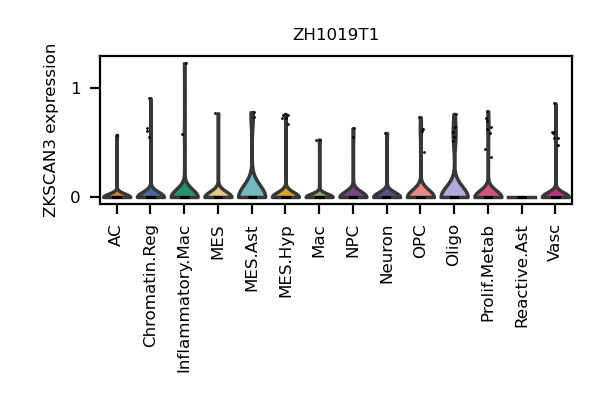 ZH1019T1
ZKSCAN3 expression
1
0
AC
Chromatin.Reg
Inflammatory.Mac
MES
MES.Ast
MES.Hyp
Mac
NPC
Neuron
OPC
Oligo
Prolif.Metab
Reactive.Ast
Vasc